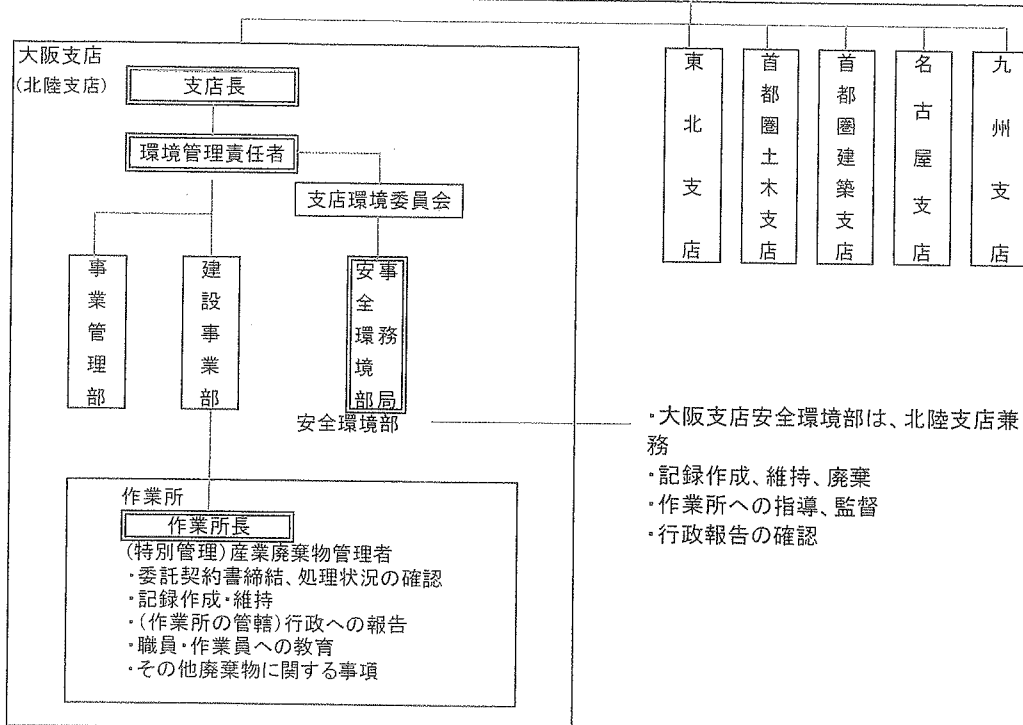 大阪支店
(北陸支店)
支店長
環境管理責任者
支店環境委員会
事業管理部
建設事業部
事務局
安全環境部
安全環境部
作業所
作業所長
(特別管理)産業廃棄物管理者
・委託契約書締結、処理状況の確認
・記録作成・維持
・(作業所の管轄)行政への報告
・職員・作業員への教育
・その他廃棄物に関する事項
東北支店
首都圏土木支店
首都圏建築支店
名古屋支店
九州支店
・大阪支店安全環境部は、北陸支店兼
務
・記録作成、維持、廃棄
・作業所への指導、監督
・行政報告の確認